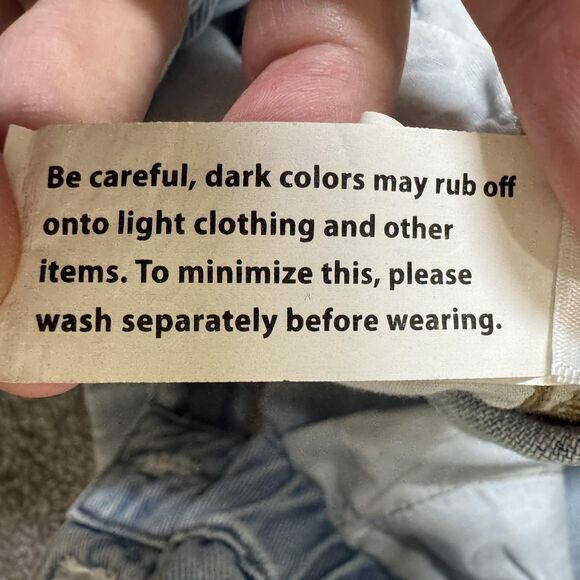 Be careful, dark colors may rub off
onto light clothing and other
items. To minimize this, please
wash separately before wearing.